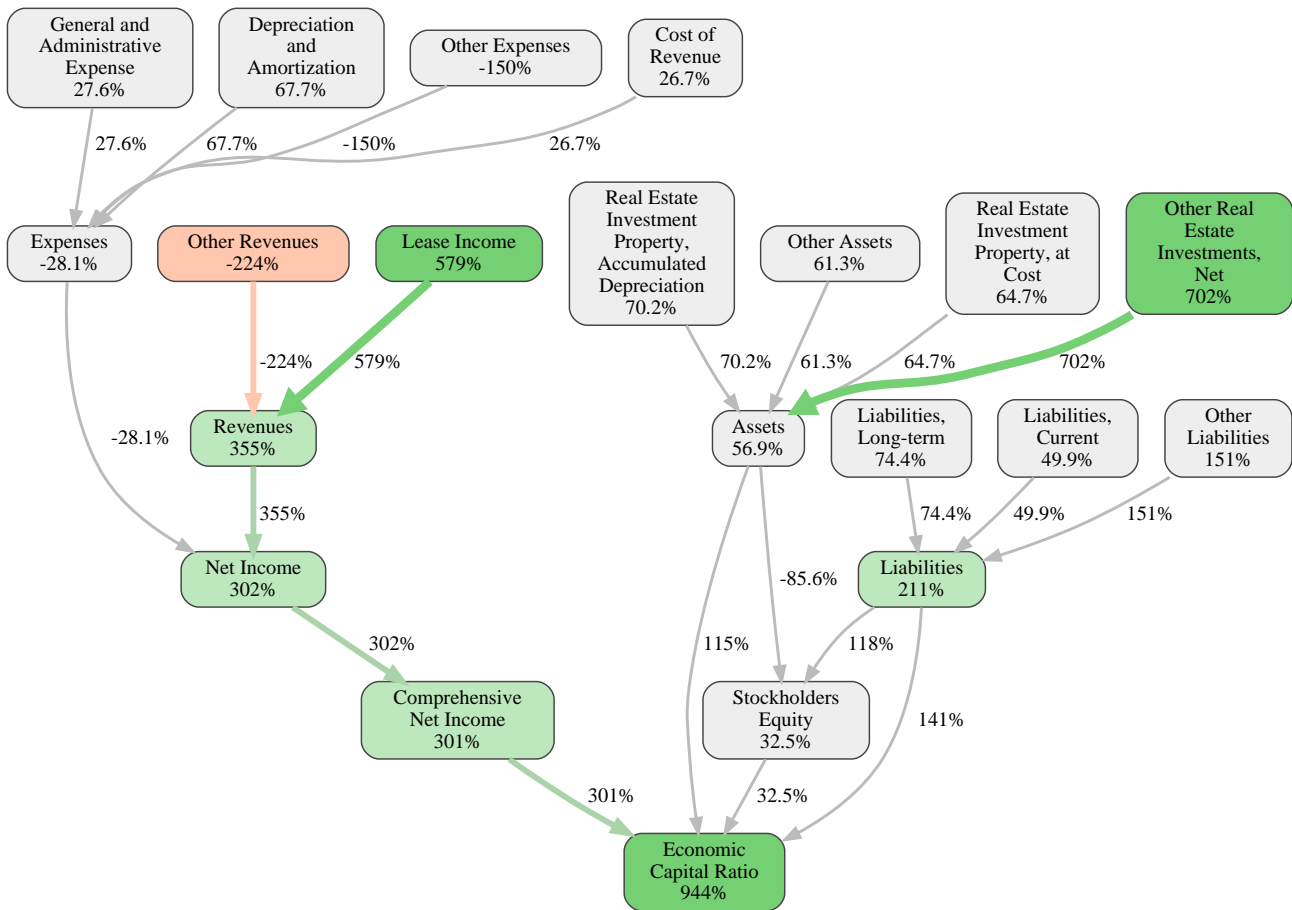 General and
Administrative
Expense
27.6%
Depreciation
and
Amortization
67.7%
Other Expenses
-150%
Cost of
Revenue
26.7%
27.6%
67.7%
-150%
26.7%
Expenses
-28.1%
Other Revenues
-224%
Lease Income
579%
Real Estate
Investment
Property,
Accumulated
Depreciation
70.2%
Other Assets
61.3%
Real Estate
Investment
Property, at
Cost
64.7%
Other Real
Estate
Investments,
Net
702%
-224%
579%
70.2%
61.3%
64.7%
702%
-28.1%
Revenues
355%
Assets
56.9%
Liabilities,
Long-term
74.4%
Liabilities,
Current
49.9%
Other
Liabilities
151%
355%
74.4%
49.9%
151%
Net Income
302%
-85.6%
Liabilities
211%
302%
115%
118%
Comprehensive
Net Income
301%
Stockholders
Equity
32.5%
141%
301%
32.5%
Economic
Capital Ratio
944%